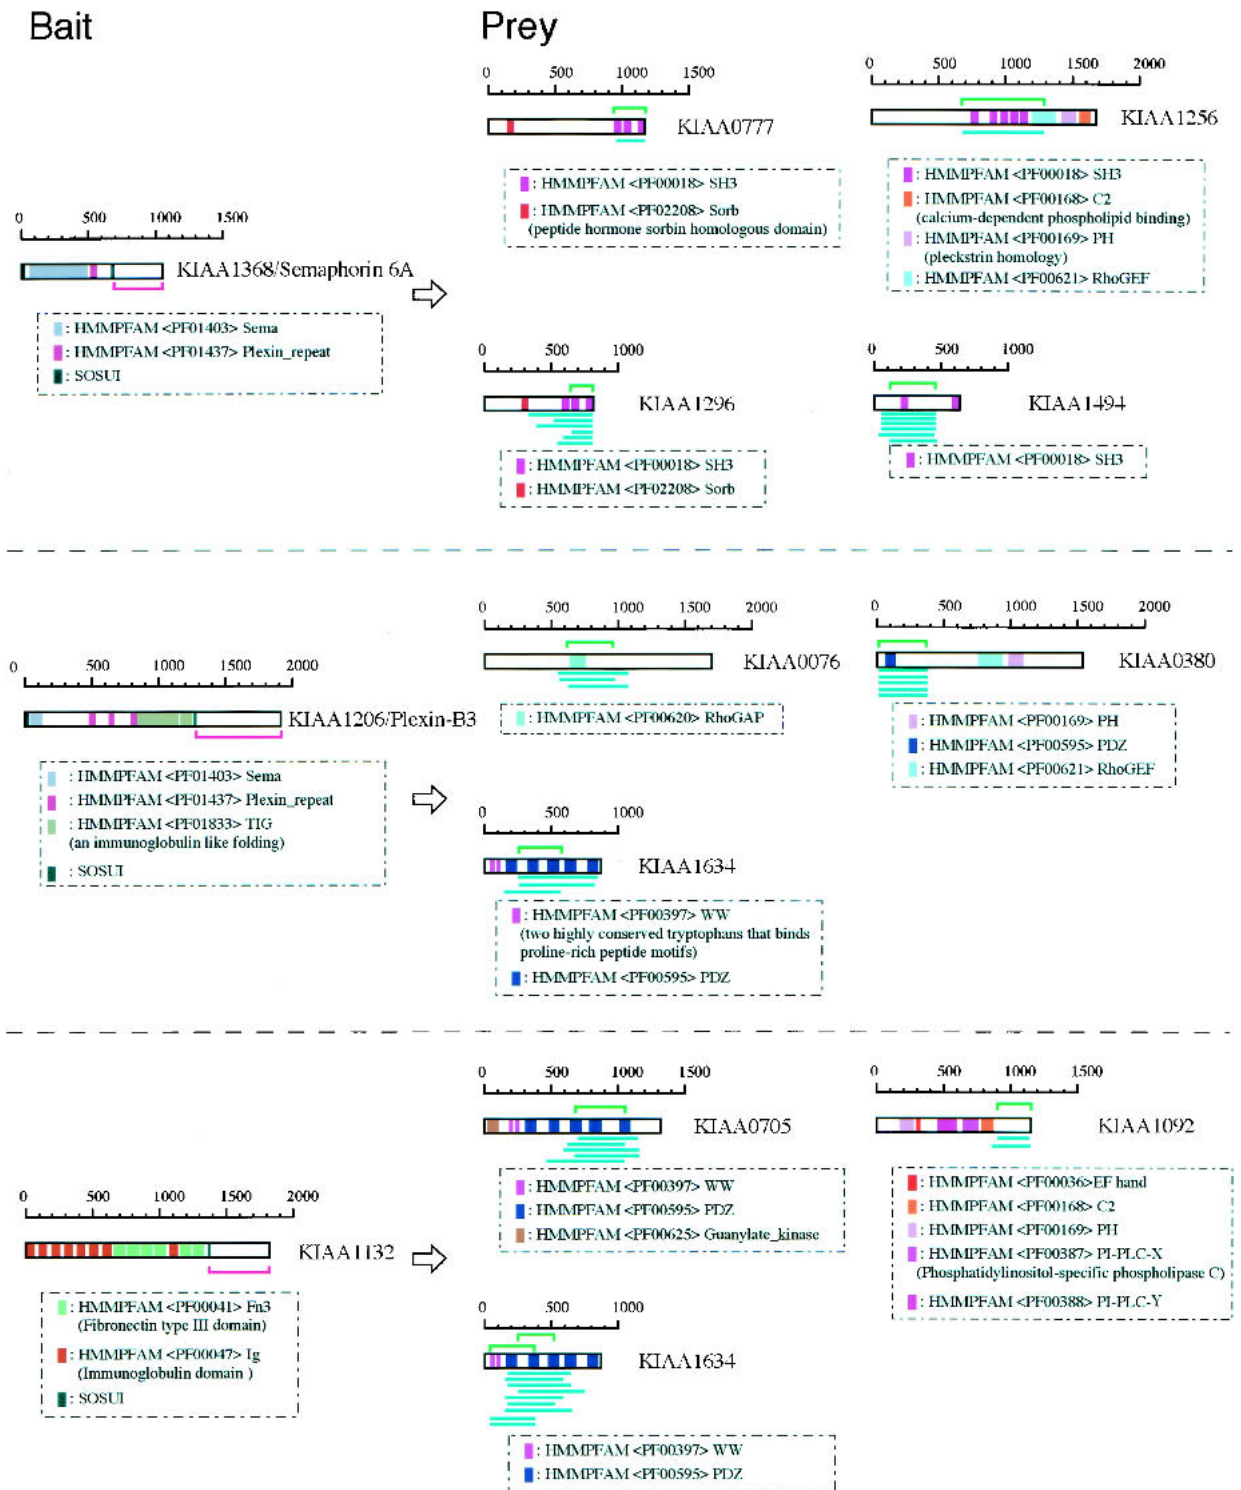 Bait
Prey
0 500 1000 1500
KIAA0777
: HMMPFAM <PF00018> SH3
: HMMPFAM <PF02208> Sorb
(peptide hormone sorbin homologous domain)
0 500 1000 1500 2000
KIAA1256
: HMMPFAM <PF00018> SH3
: HMMPFAM <PF00168> C2
(calcium-dependent phospholipid binding)
: HMMPFAM <PF00169> PH
(pleckstrin homology)
: HMMPFAM <PF00621> RhoGEF
0 500 1000 1500
KIAA1368/Semaphorin 6A
: HMMPFAM <PF01403> Sema
: HMMPFAM <PF01437> Plexin_repeat
: SOSUI
0 500 1000
KIAA1296
: HMMPFAM <PF00018> SH3
: HMMPFAM <PF02208> Sorb
0 500 1000
KIAA1494
: HMMPFAM <PF00018> SH3
0 500 1000 1500 2000
KIAA1206/Plexin-B3
: HMMPFAM <PF01403> Sema
: HMMPFAM <PF01437> Plexin_repeat
: HMMPFAM <PF01833> TIG
(an immunoglobulin like folding)
: SOSUI
0 500 1000 1500 2000
KIAA0076
: HMMPFAM <PF00620> RhoGAP
0 500 1000 1500 2000
KIAA0380
: HMMPFAM <PF00169> PH
: HMMPFAM <PF00595> PDZ
: HMMPFAM <PF00621> RhoGEF
0 500 1000
KIAA1634
: HMMPFAM <PF00397> WW
(two highly conserved tryptophans that binds
proline-rich peptide motifs)
: HMMPFAM <PF00595> PDZ
0 500 1000 1500 2000
KIAA1132
: HMMPFAM <PF00041> Fn3
(Fibronectin type III domain)
: HMMPFAM <PF00047> Ig
(Immunoglobulin domain )
: SOSUI
0 500 1000 1500
KIAA0705
: HMMPFAM <PF00397> WW
: HMMPFAM <PF00595> PDZ
: HMMPFAM <PF00625> Guanylate_kinase
0 500 1000 1500
KIAA1092
: HMMPFAM <PF00036>EF hand
: HMMPFAM <PF00168> C2
: HMMPFAM <PF00169> PH
: HMMPFAM <PF00387> PI-PLC-X
(Phosphatidylinositol-specific phospholipase C)
: HMMPFAM <PF00388> PI-PLC-Y
0 500 1000
KIAA1634
: HMMPFAM <PF00397> WW
: HMMPFAM <PF00595> PDZ